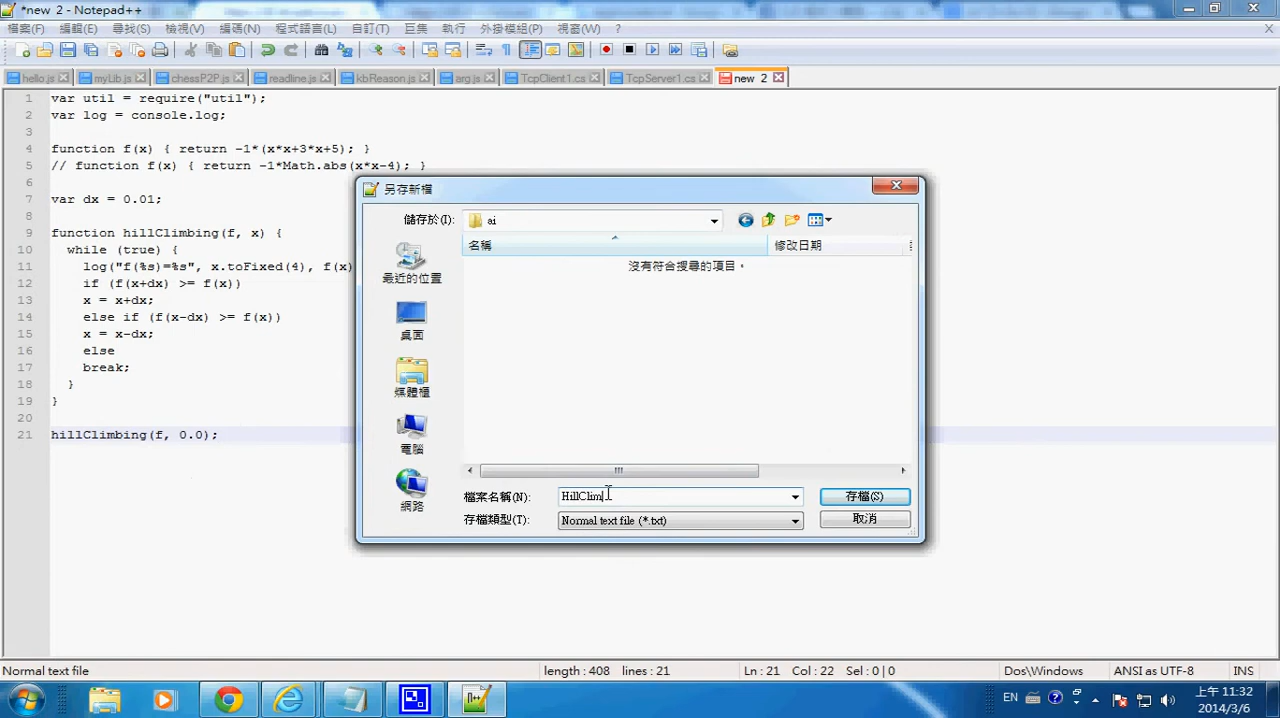 *new 2 - Notepad++
檔案(F) 編輯(E) 尋找(S) 檢視(V) 編碼(N) 程式語言(L) 自訂(T) 巨集 執行 外掛模組(P) 視窗(W) ?
hello.js myLib.js chessP2P.js readline.js kbReason.js arg.js TcpClient1.cs TcpServer1.cs new 2
1 var util = require("util");
2 var log = console.log;
3
4 function f(x) { return -1*(x*x+3*x+5); }
5 // function f(x) { return -1*Math.abs(x*x-4); }
6
7 var dx = 0.01;
8
9 function hillClimbing(f, x) {
10 while (true) {
11 log("f(%s)=%s", x.toFixed(4), f(x)
12 if (f(x+dx) >= f(x))
13 x = x+dx;
14 else if (f(x-dx) >= f(x))
15 x = x-dx;
16 else
17 break;
18 }
19 }
20
21 hillClimbing(f, 0.0);
另存新檔
儲存於(I): ai
名稱 修改日期
沒有符合搜尋的項目。
最近的位置
桌面
媒體櫃
電腦
網路
檔案名稱(N): HillClim 存檔(S)
存檔類型(T): Normal text file (*.txt) 取消
Normal text file length : 408 lines : 21 Ln : 21 Col : 22 Sel : 0 | 0 Dos\Windows ANSI as UTF-8 INS
EN 上午 11:32
2014/3/6